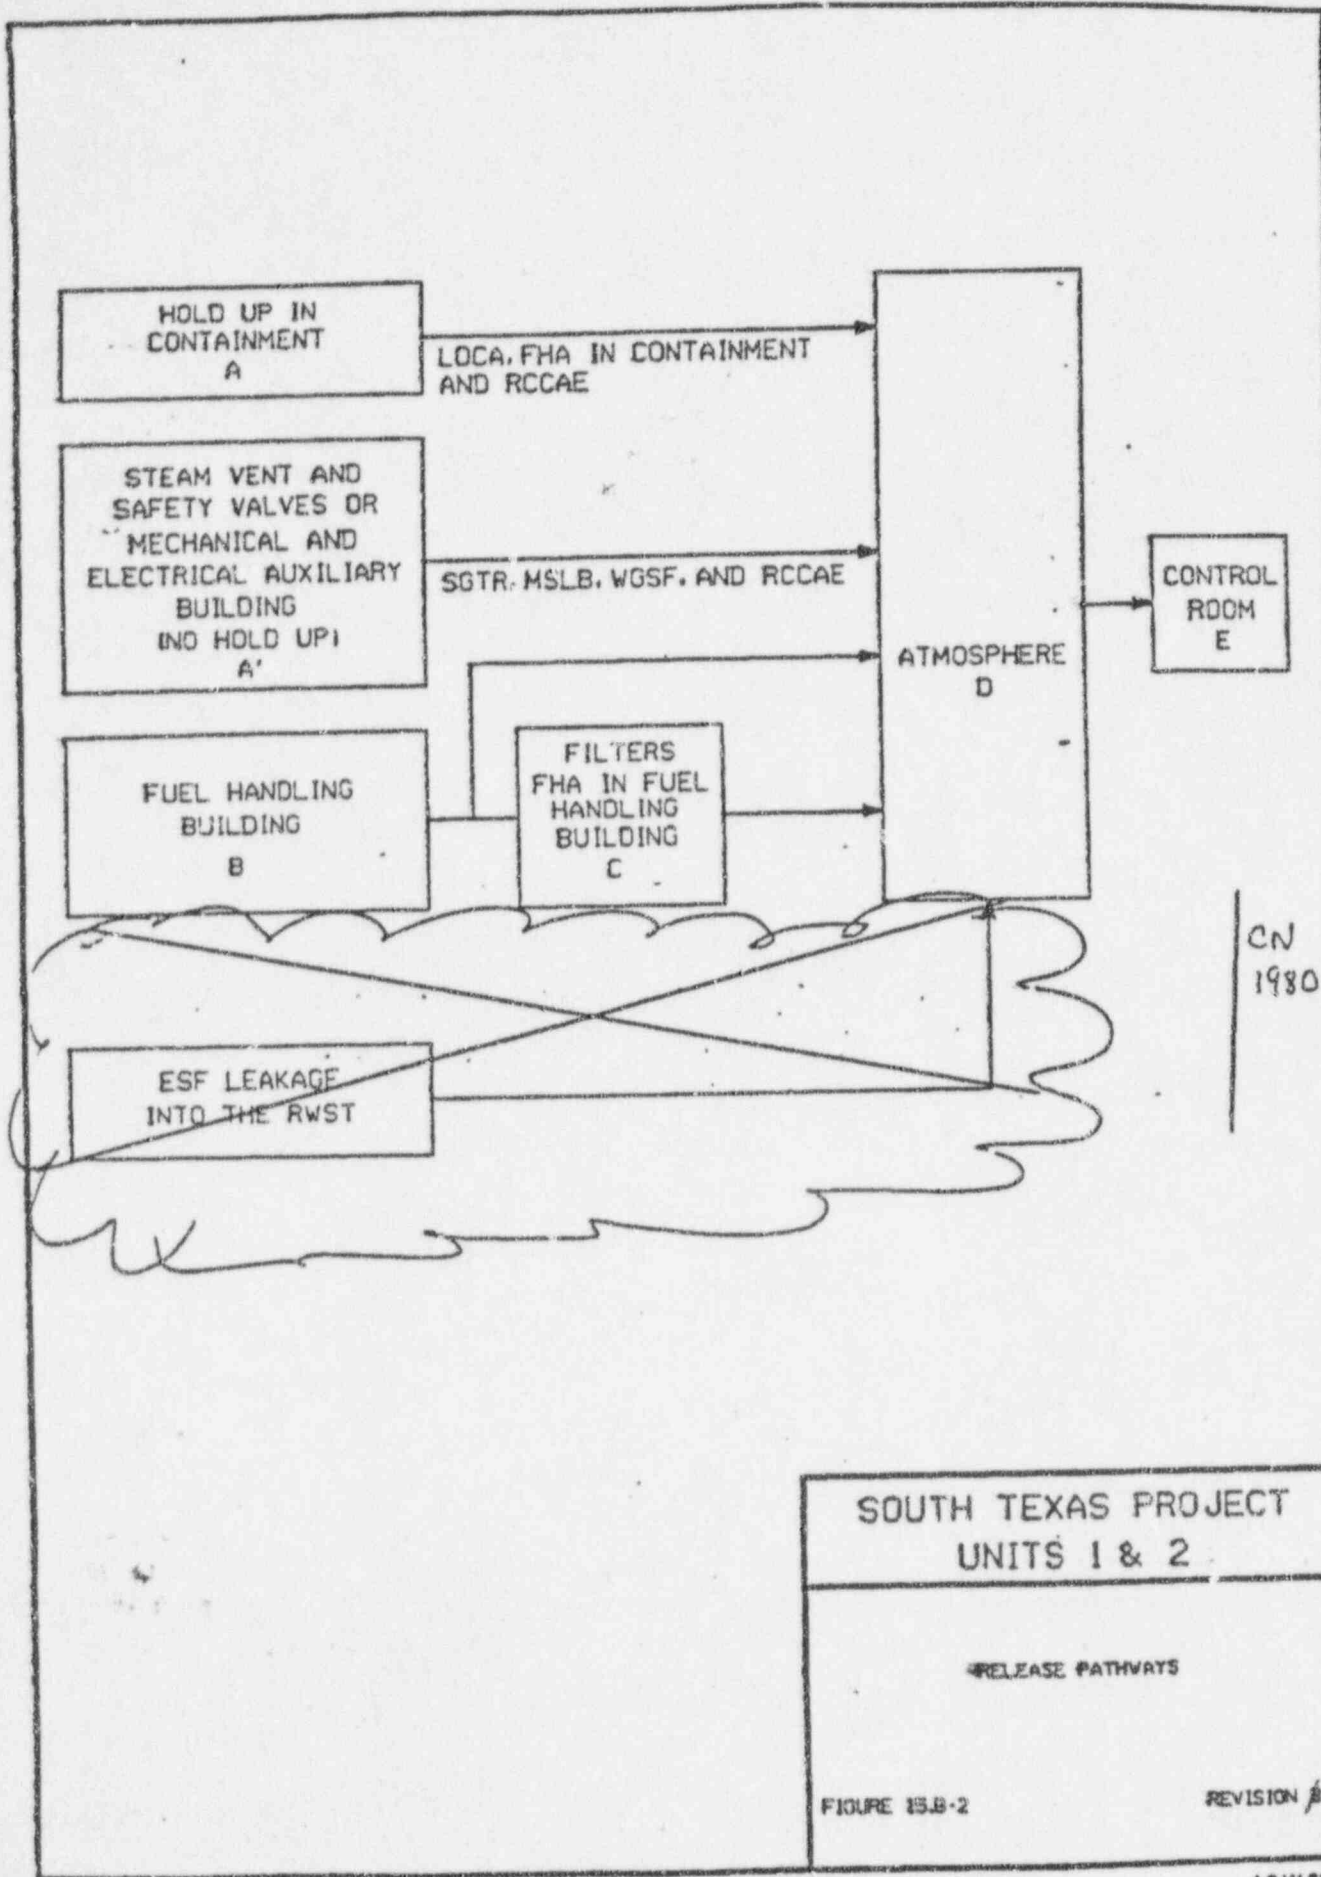 HOLD UP IN
CONTAINMENT
A
LOCA, FHA IN CONTAINMENT
AND RCCAE
STEAM VENT AND
SAFETY VALVES OR
MECHANICAL AND
ELECTRICAL AUXILIARY
BUILDING
(NO HOLD UP)
A'
SGTR, MSLB, WGSF, AND RCCAE
FUEL HANDLING
BUILDING
B
FILTERS
FHA IN FUEL
HANDLING
BUILDING
C
ATMOSPHERE
D
CONTROL
ROOM
E
ESF LEAKAGE
INTO THE RWST
CN
1980
SOUTH TEXAS PROJECT
UNITS 1 & 2
RELEASE PATHWAYS
FIGURE 15.B-2
REVISION